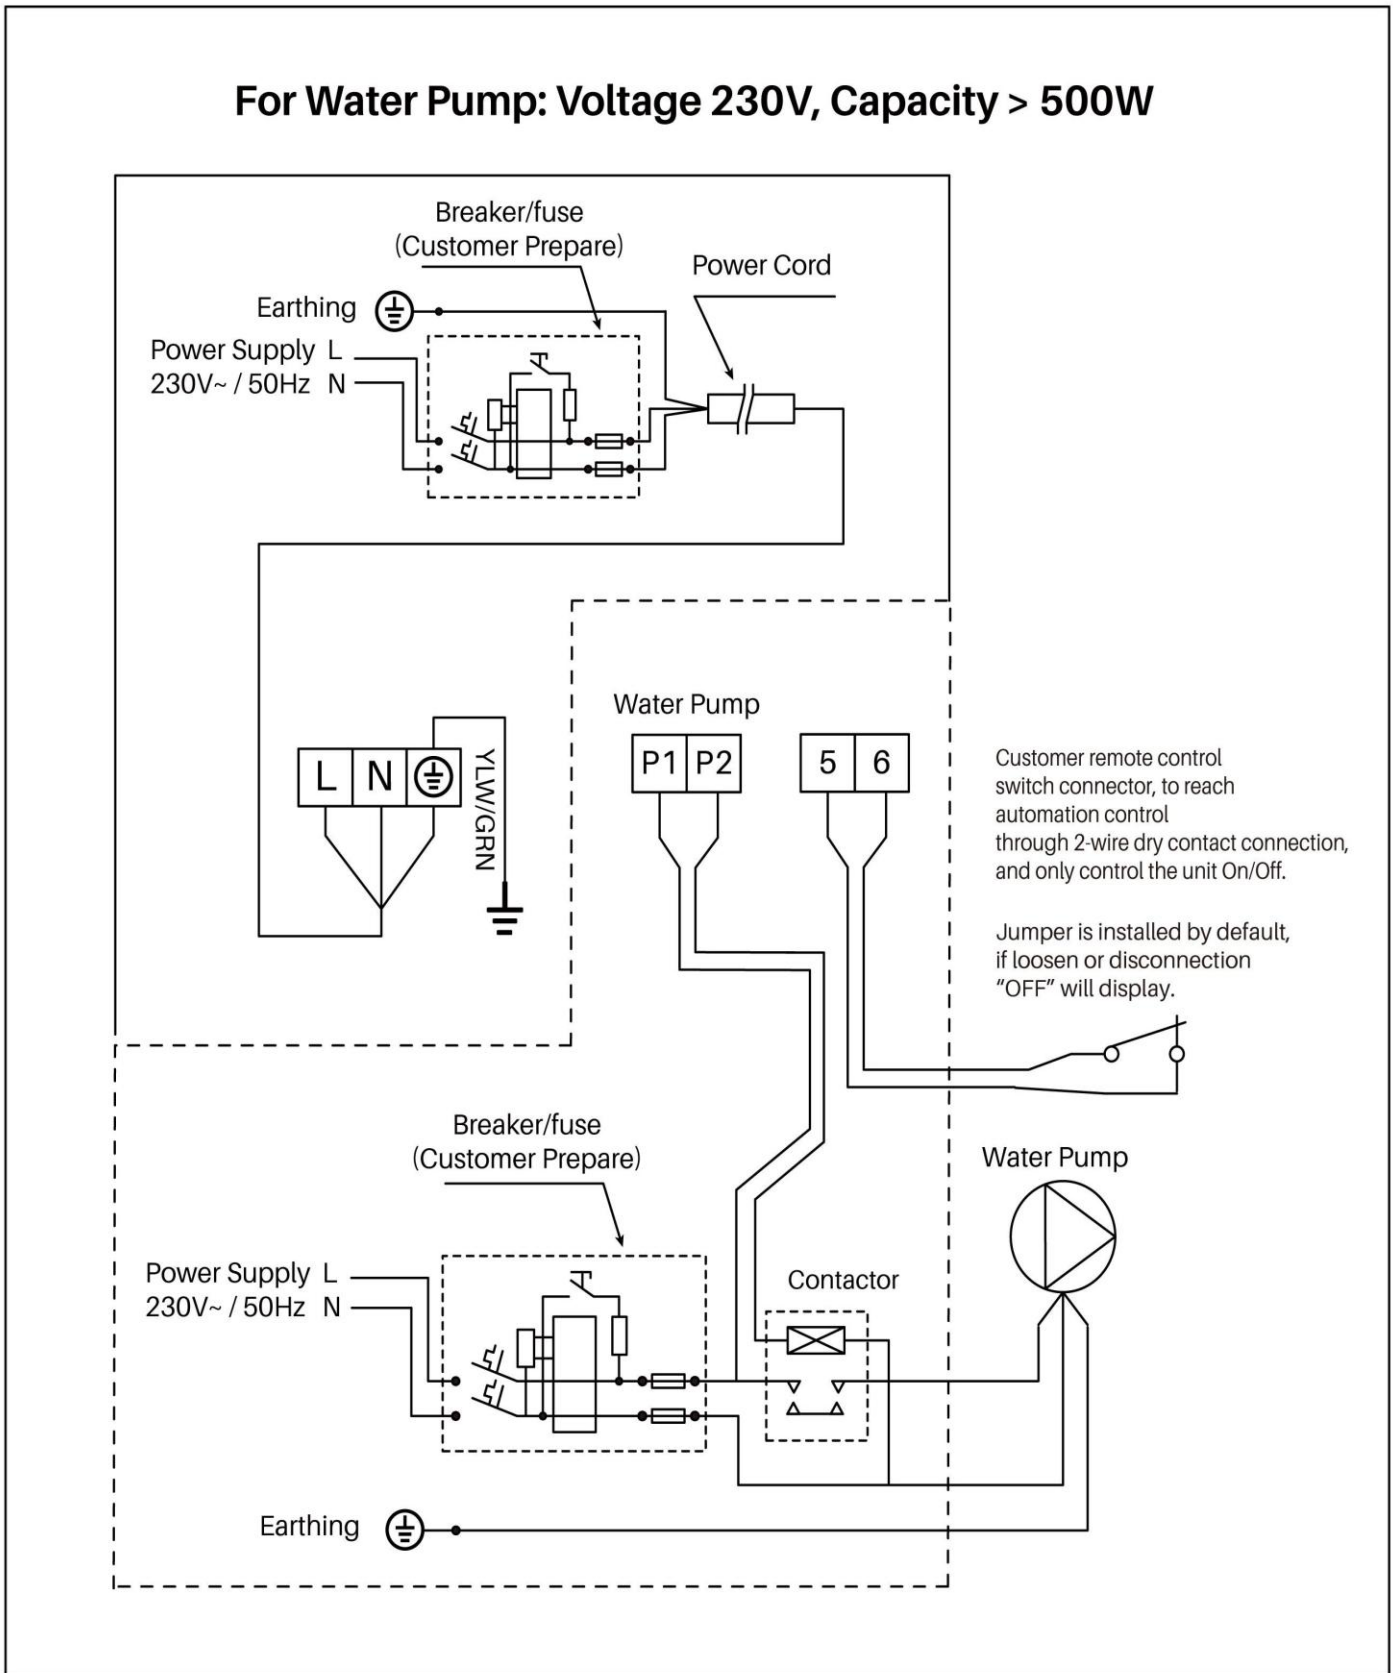 For Water Pump: Voltage 230V, Capacity > 500W
Breaker/fuse
(Customer Prepare)
Power Cord
Earthing
Power Supply L
230V~ / 50Hz N
Water Pump
L N
YLW/GRN
P1 P2
5 6
Customer remote control
switch connector, to reach
automation control
through 2-wire dry contact connection,
and only control the unit On/Off.
Jumper is installed by default,
if loosen or disconnection
"OFF" will display.
Breaker/fuse
(Customer Prepare)
Water Pump
Power Supply L
230V~ / 50Hz N
Contactor
Earthing